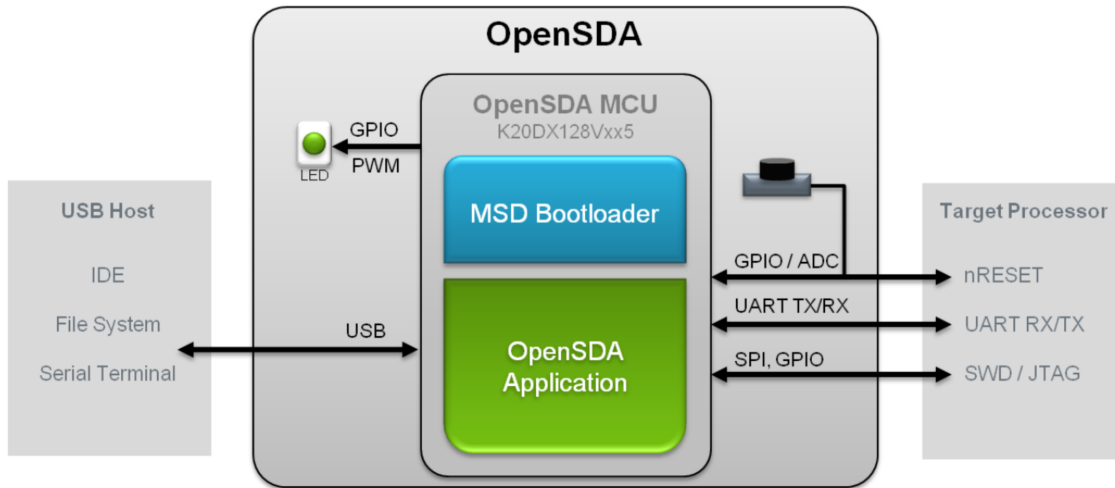 OpenSDA
OpenSDA MCU
K20DX128Vxx5
GPIO
PWM
LED
MSD Bootloader
OpenSDA
Application
USB Host
IDE
File System
Serial Terminal
USB
GPIO / ADC
UART TX/RX
SPI, GPIO
Target Processor
nRESET
UART RX/TX
SWD / JTAG